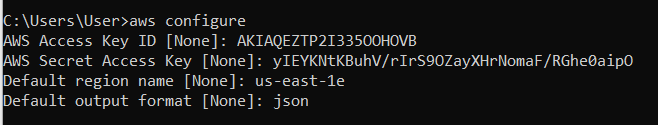 C:\Users\User>aws configure
AWS Access Key ID [None]: AKIAQEZTP2I335OOHOVB
AWS Secret Access Key [None]: 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
Default region name [None]: us-east-1e
Default output format [None]: json